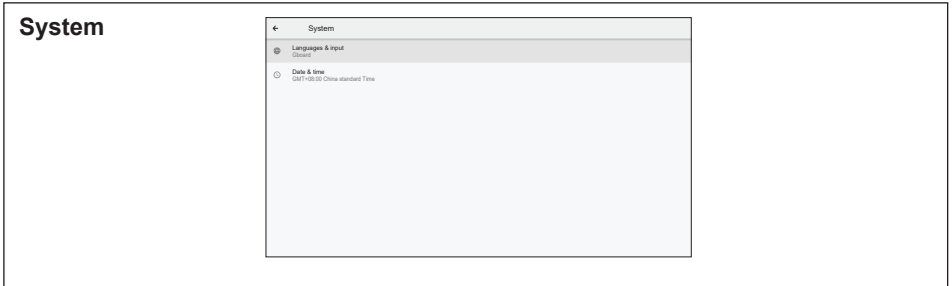 System
System
Languages & input
Gboard
Date & time
GMT+08:00 China standard Time